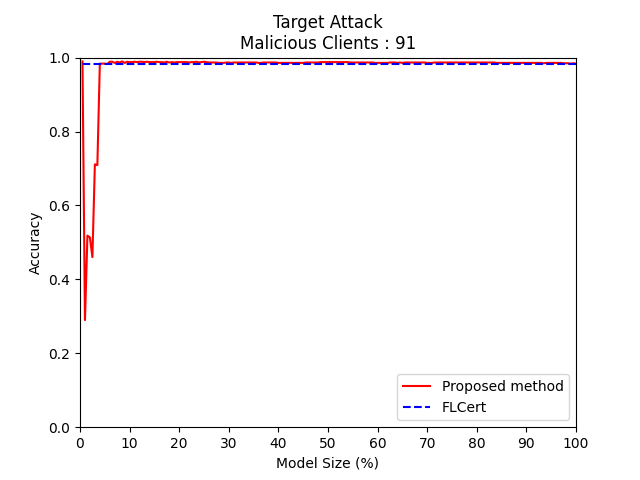 Target Attack
Malicious Clients : 91
1.0
0.8
0.6
0.4
0.2
0.0
Accuracy
0 10 20 30 40 50 60 70 80 90 100
Model Size (%)
Proposed method
FLCert